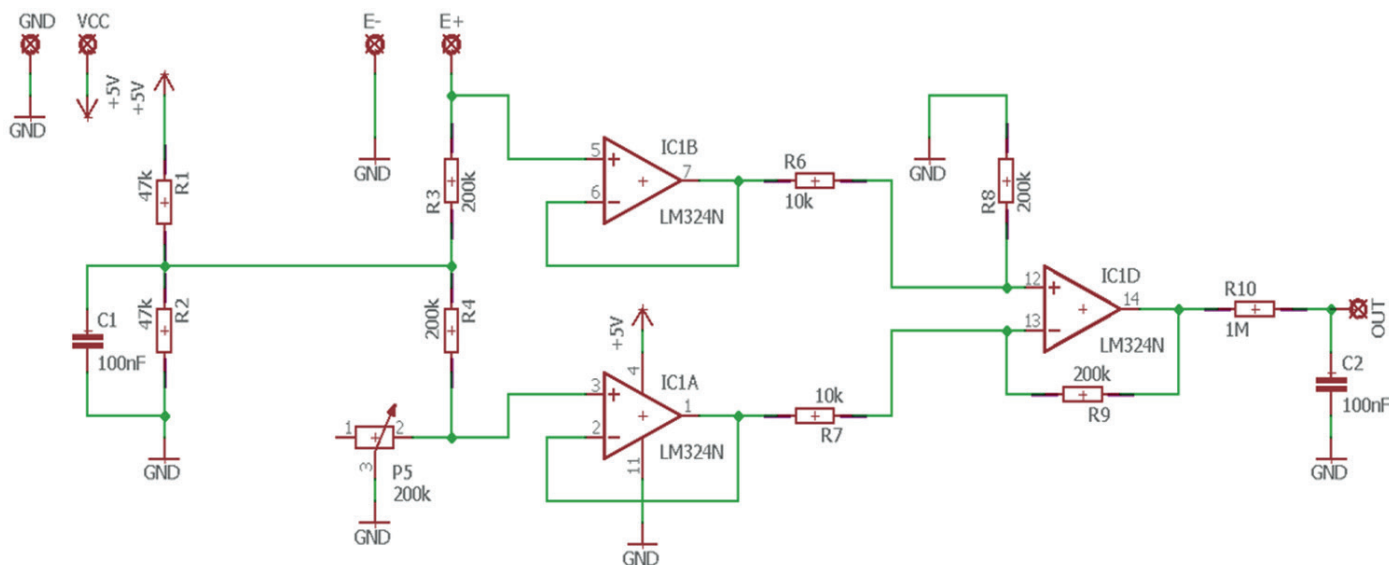 GND
VCC
E-
E+
+5V
+5V
GND
GND
47k
R1
47k
R2
C1
100nF
GND
R3
200k
200k
R4
1
2
3
P5
200k
GND
5
6
7
IC1B
LM324N
R6
10k
GND
R8
200k
+5V
4
3
2
1
11
IC1A
LM324N
GND
10k
R7
12
13
14
IC1D
LM324N
200k
R9
R10
1M
OUT
C2
100nF
GND